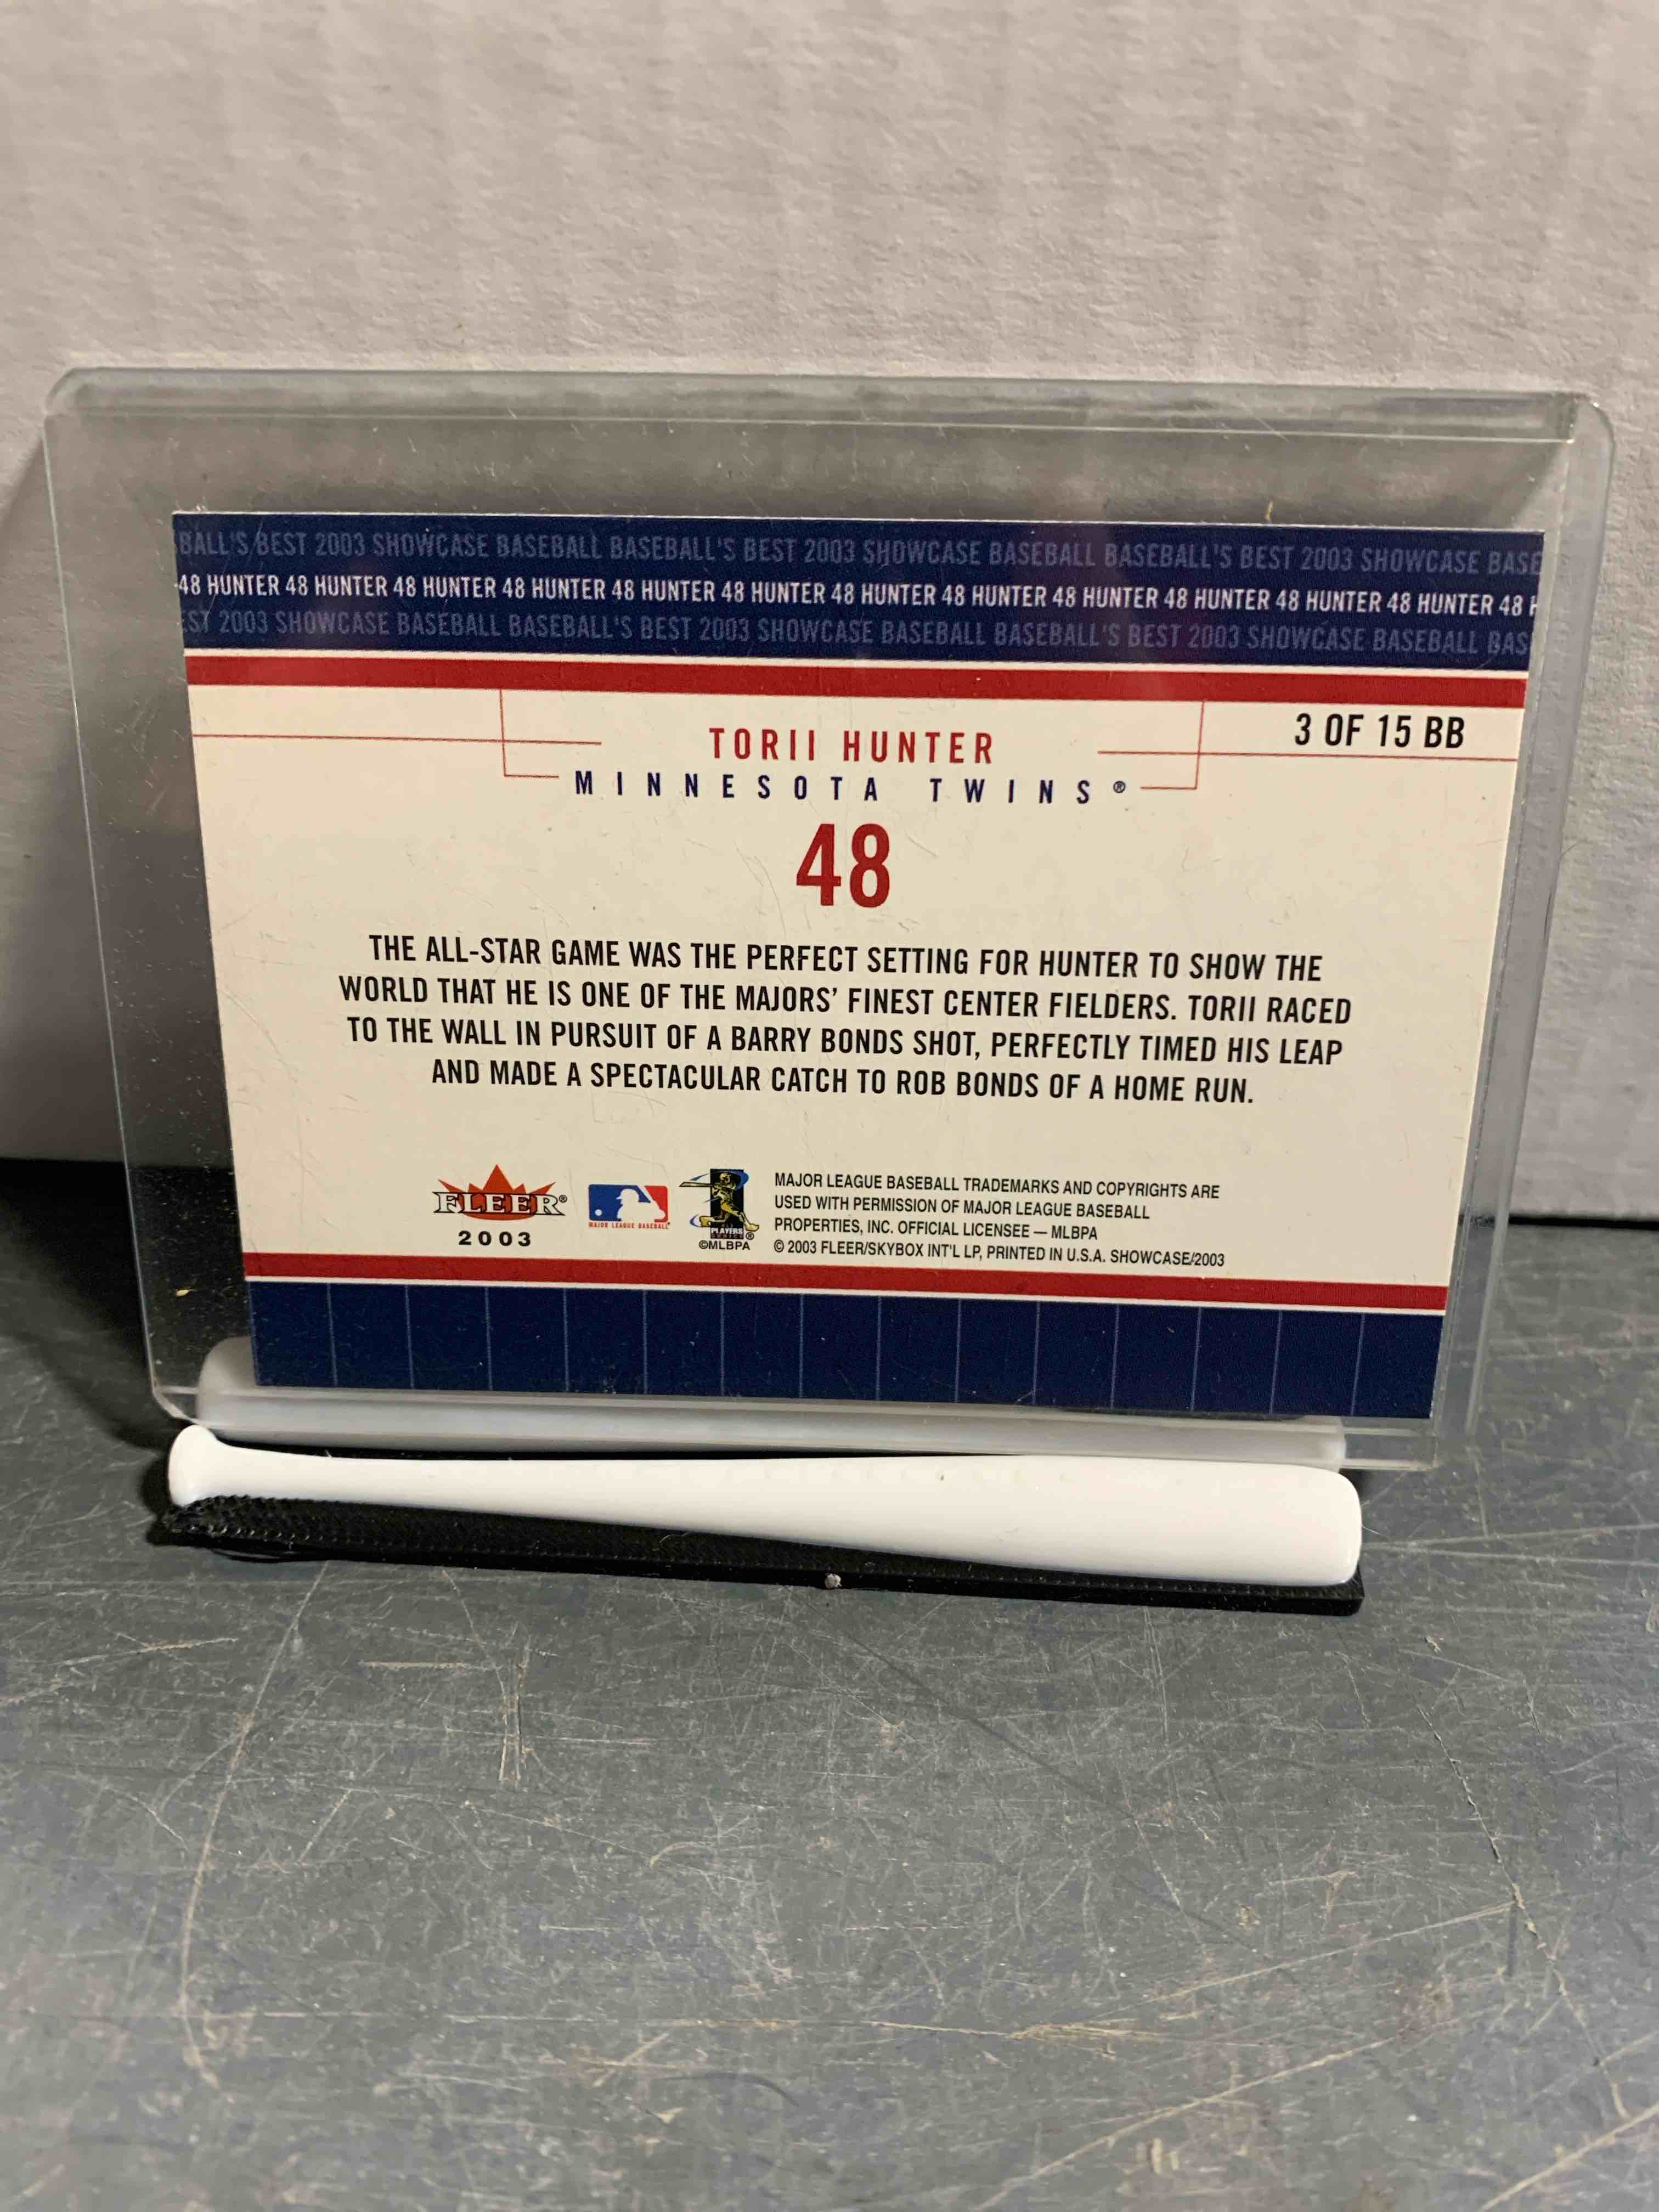 BALL'S BEST 2003 SHOWCASE BASEBALL BASEBALL'S BEST 2003 SHOWCASE BASEBALL BASEBALL'S BEST 2003 SHOWCASE BASE
48 HUNTER 48 HUNTER 48 HUNTER 48 HUNTER 48 HUNTER 48 HUNTER 48 HUNTER 48 HUNTER 48 HUNTER 48 HUNTER 48 HUNTER 48 HUNTER 48 H
EST 2003 SHOWCASE BASEBALL BASEBALL'S BEST 2003 SHOWCASE BASEBALL BASEBALL'S BEST 2003 SHOWCASE BASEBALL BAS
3 OF 15 BB
TORII HUNTER
MINNESOTA TWINS®
48
THE ALL-STAR GAME WAS THE PERFECT SETTING FOR HUNTER TO SHOW THE
WORLD THAT HE IS ONE OF THE MAJORS' FINEST CENTER FIELDERS. TORII RACED
TO THE WALL IN PURSUIT OF A BARRY BONDS SHOT, PERFECTLY TIMED HIS LEAP
AND MADE A SPECTACULAR CATCH TO ROB BONDS OF A HOME RUN.
FLEER®
2003
MAJOR LEAGUE BASEBALL
PLAYERS
©MLBPA
MAJOR LEAGUE BASEBALL TRADEMARKS AND COPYRIGHTS ARE
USED WITH PERMISSION OF MAJOR LEAGUE BASEBALL
PROPERTIES, INC. OFFICIAL LICENSEE — MLBPA
© 2003 FLEER/SKYBOX INT'L LP, PRINTED IN U.S.A. SHOWCASE/2003